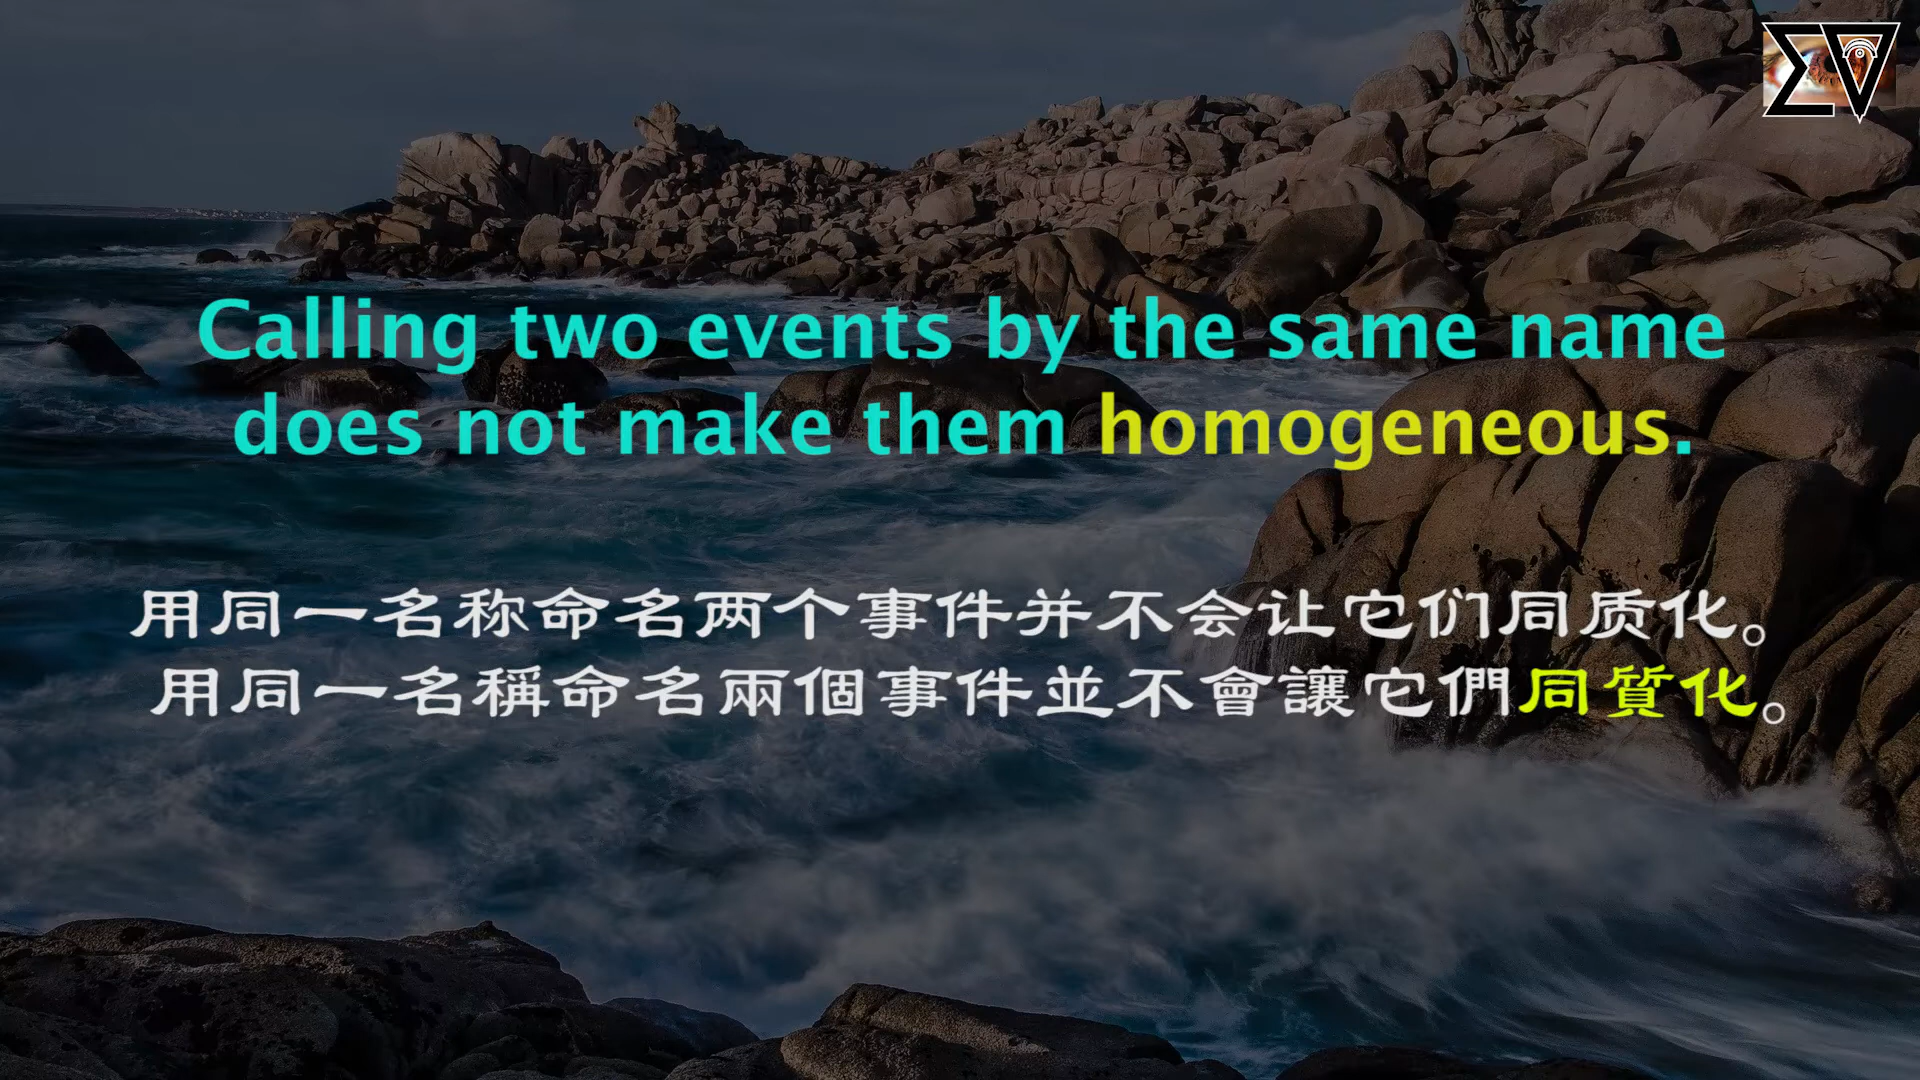 Calling two events by the same name
does not make them homogeneous.
用同一名称命名两个事件并不会让它们同质化。
用同一名稱命名兩個事件並不會讓它們同質化。